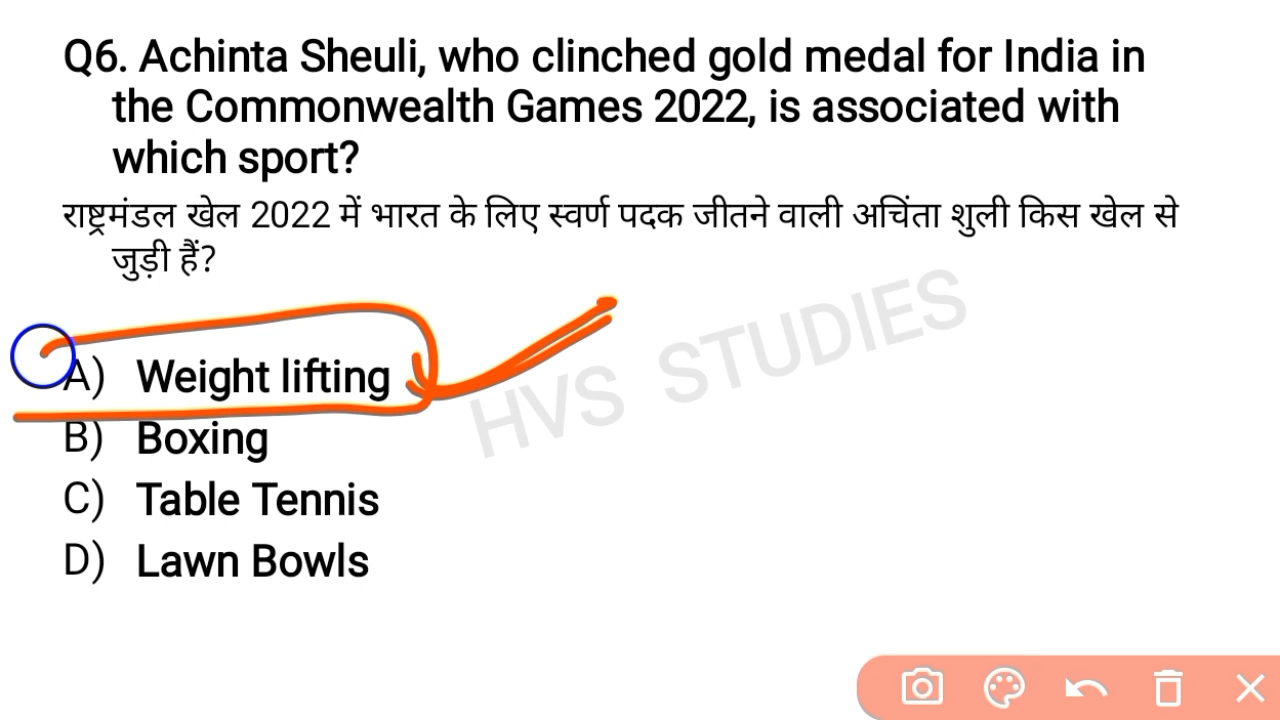 Q6. Achinta Sheuli, who clinched gold medal for India in
the Commonwealth Games 2022, is associated with
which sport?
राष्ट्रमंडल खेल 2022 में भारत के लिए स्वर्ण पदक जीतने वाली अचिंता शुली किस खेल से
जुड़ी हैं?
A) Weight lifting
HVS STUDIES
B) Boxing
C) Table Tennis
D) Lawn Bowls